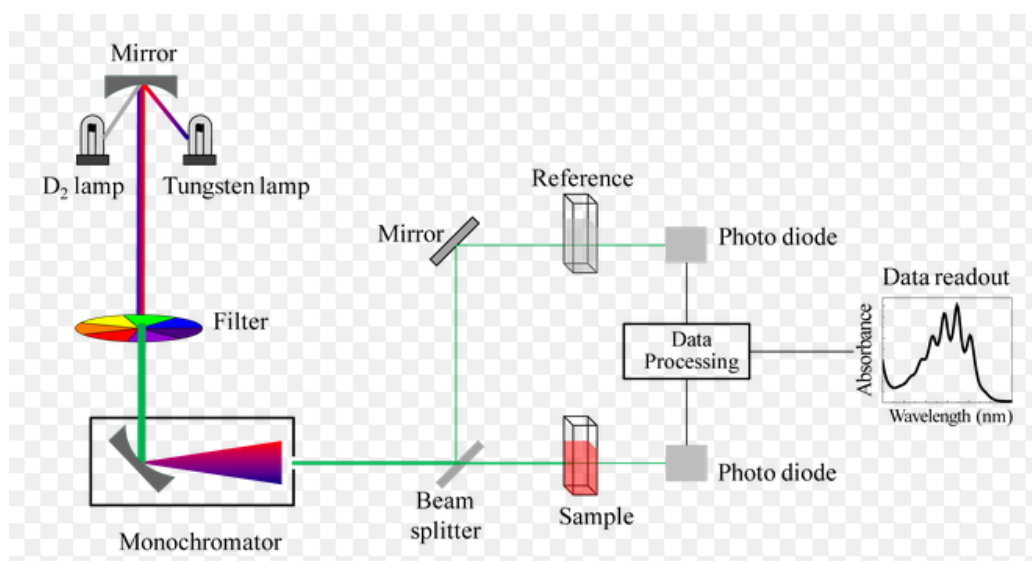 Mirror
D₂ lamp
Tungsten lamp
Filter
Monochromator
Mirror
Beam
splitter
Reference
Sample
Photo diode
Data
Processing
Photo diode
Data readout
Absorbance
Wavelength (nm)